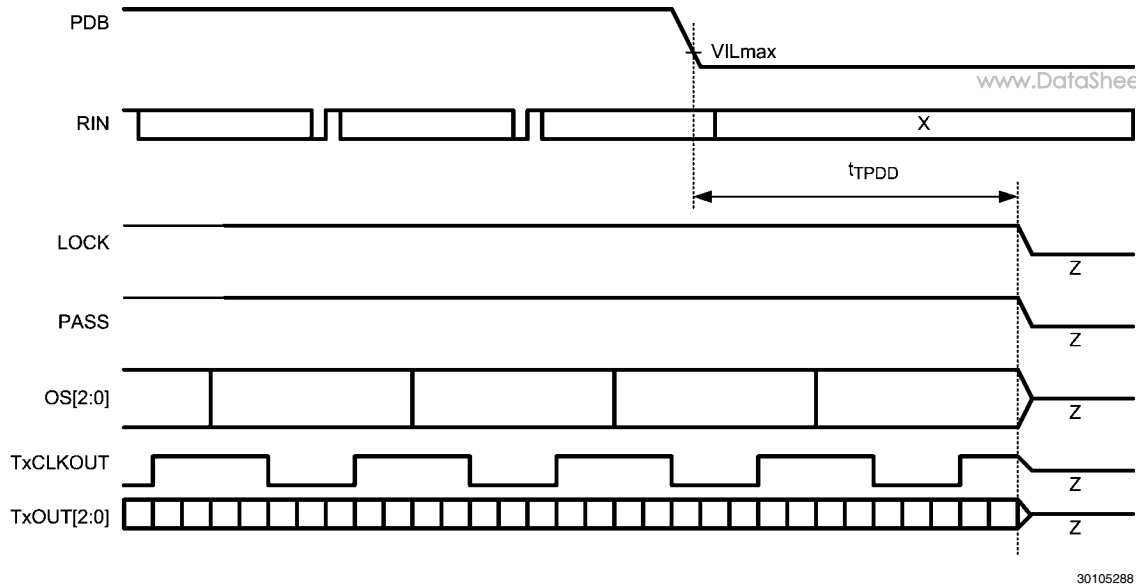 PDB
VILmax
www.DataShee
RIN
X
tTPDD
LOCK
Z
PASS
Z
OS[2:0]
Z
TxCLKOUT
Z
TxOUT[2:0]
Z
30105288